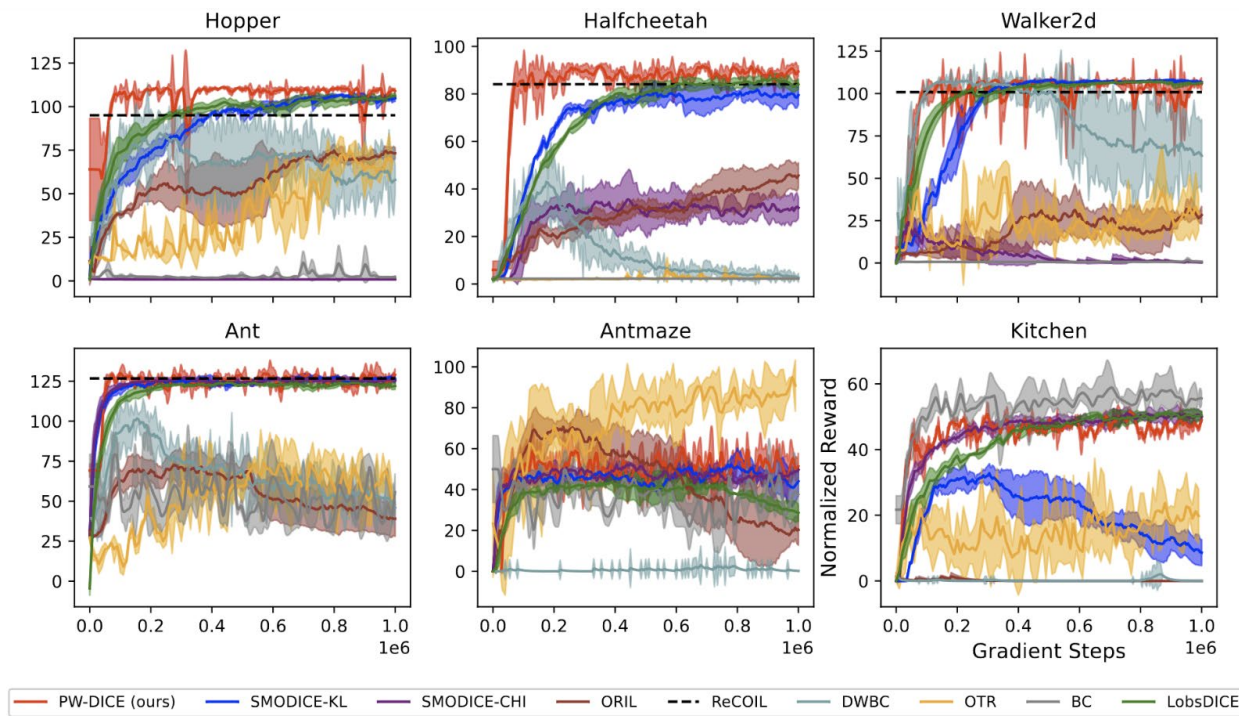 Hopper
Halfcheetah
Walker2d
125
100
75
50
25
0
100
80
60
40
20
0
125
100
75
50
25
0
Ant
Antmaze
Kitchen
125
100
75
50
25
0
100
80
60
40
20
0
60
40
20
0
Normalized Reward
0.0 0.2 0.4 0.6 0.8 1.0
1e6
0.0 0.2 0.4 0.6 0.8 1.0
1e6
0.0 0.2 0.4 0.6 0.8 1.0
Gradient Steps 1e6
PW-DICE (ours) SMODICE-KL SMODICE-CHI ORIL ReCOIL DWBC OTR BC LobsDICE